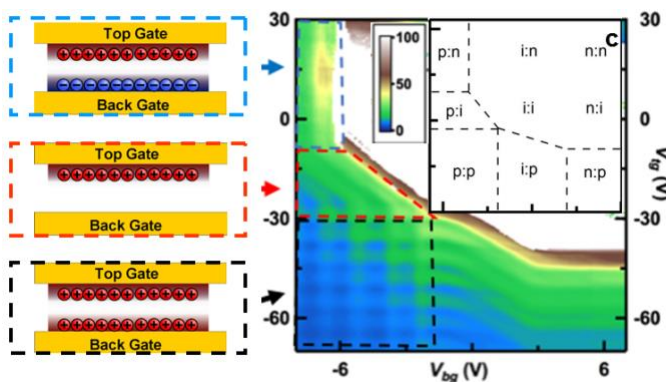 Top Gate
Back Gate
Top Gate
Back Gate
Top Gate
Back Gate
30
0
-30
-60
100
50
0
c
p:n i:n n:n
p:i i:i n:i
p:p i:p n:p
30
0
-30
-60
V_tg (V)
-6
V_bg (V)
6